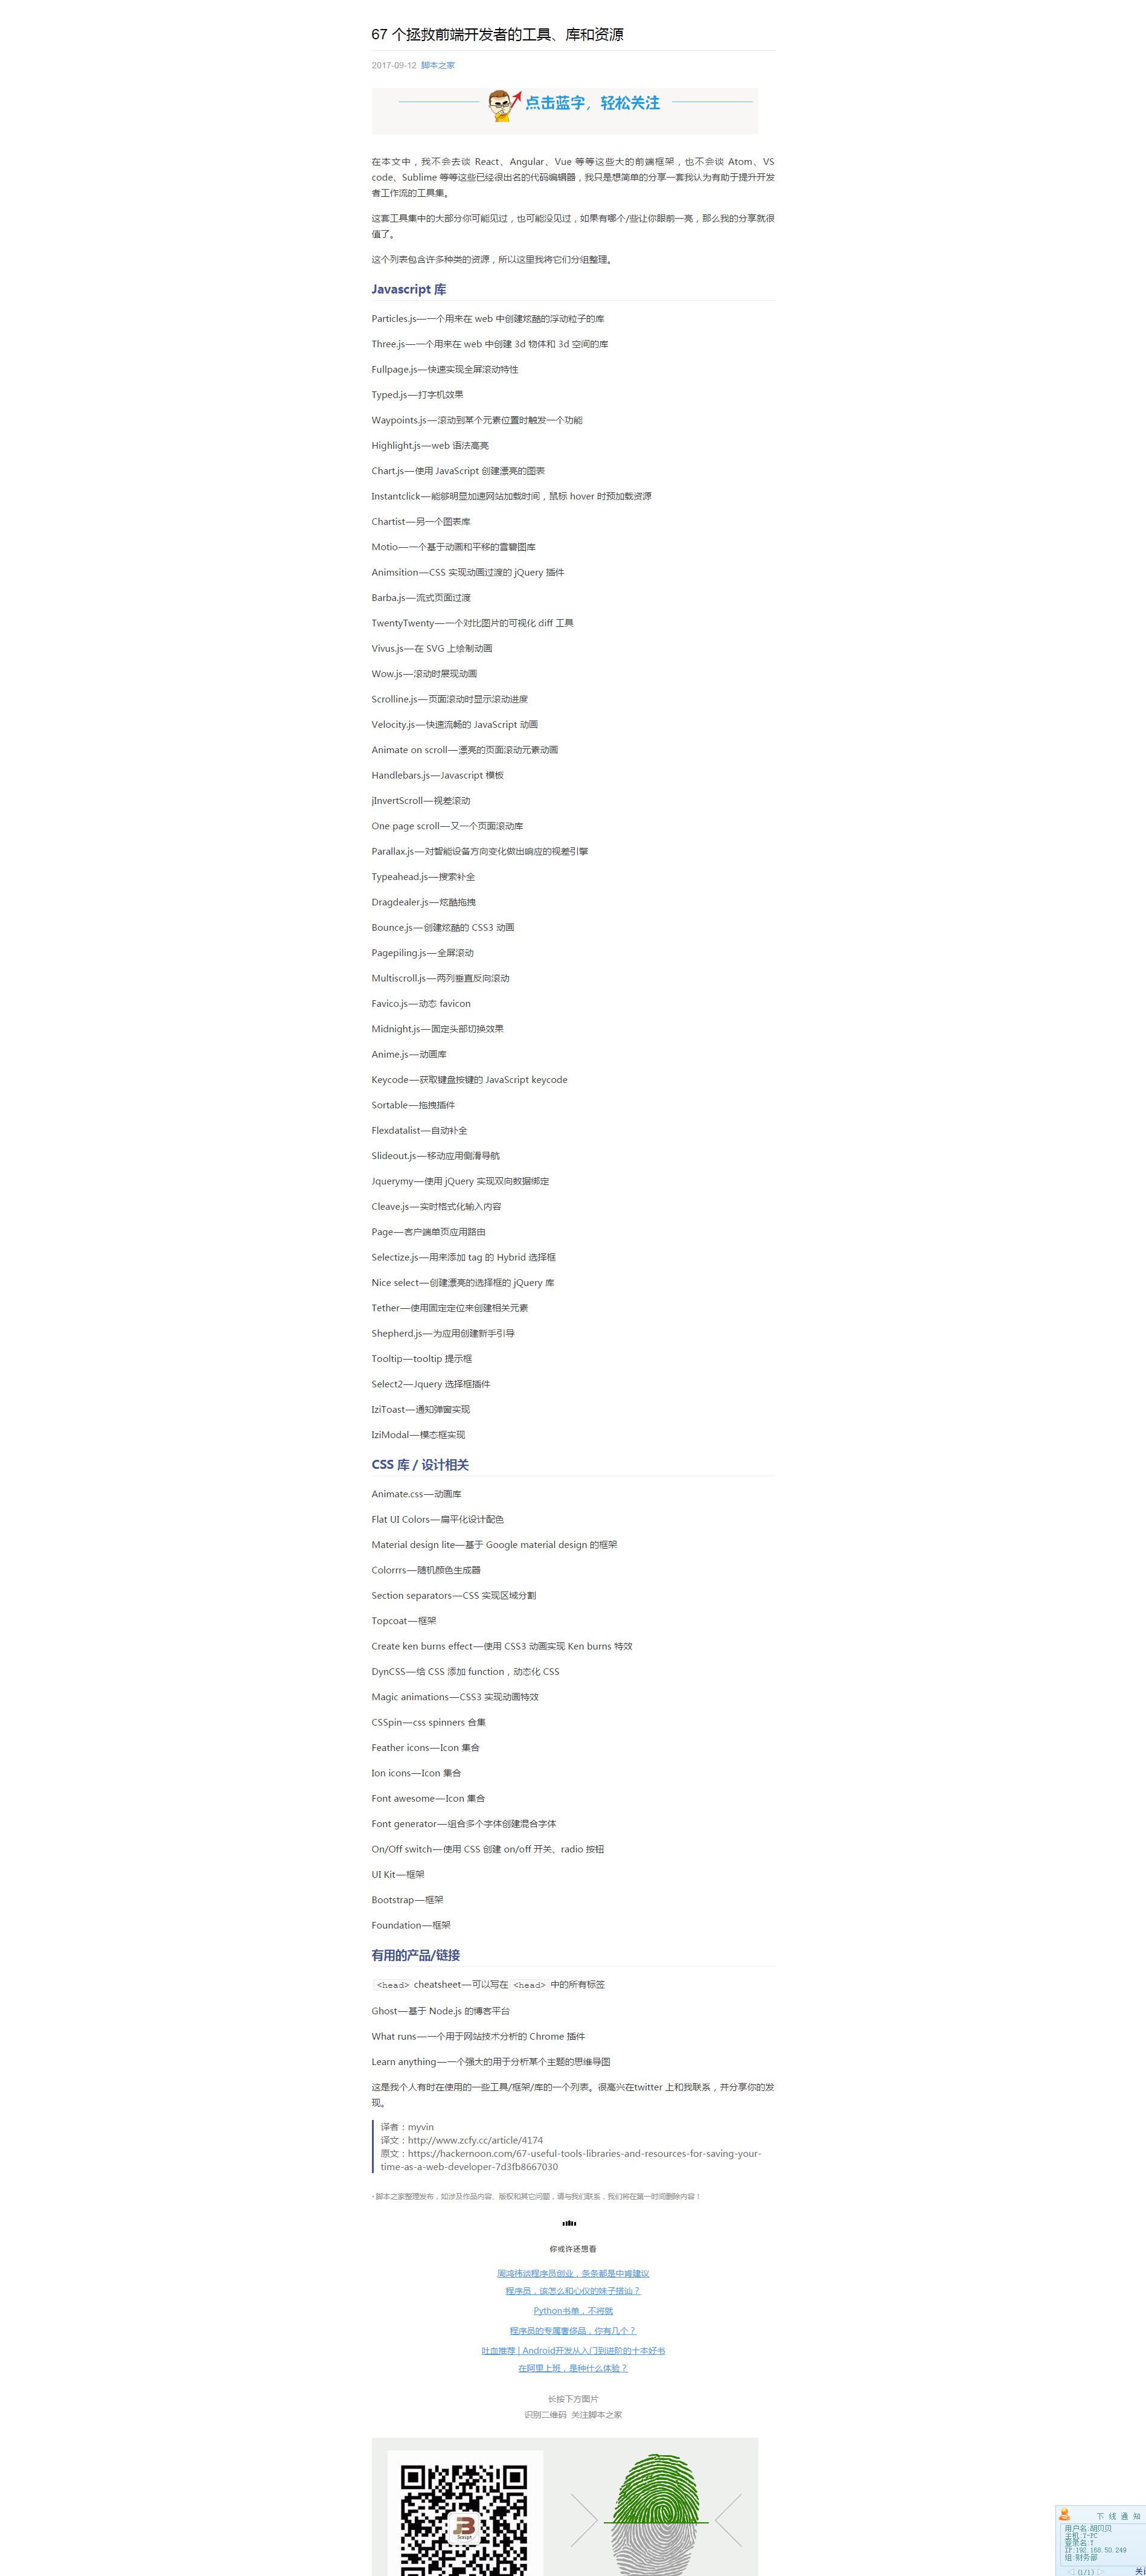 67 个拯救前端开发者的工具、库和资源
2017-09-12 脚本之家
点击蓝字，轻松关注
在本文中，我不会去谈 React、Angular、Vue 等等这些大的前端框架，也不会谈 Atom、VS
code、Sublime 等等这些已经很出名的代码编辑器，我只是想简单的分享一套我认为有助于提升开发
者工作流的工具集。
这套工具集中的大部分你可能见过，也可能没见过，如果有哪个/些让你眼前一亮，那么我的分享就很
值了。
这个列表包含许多种类的资源，所以这里我将它们分组整理。
Javascript 库
Particles.js—一个用来在 web 中创建炫酷的浮动粒子的库
Three.js—一个用来在 web 中创建 3d 物体和 3d 空间的库
Fullpage.js—快速实现全屏滚动特性
Typed.js—打字机效果
Waypoints.js—滚动到某个元素位置时触发一个功能
Highlight.js—web 语法高亮
Chart.js—使用 JavaScript 创建漂亮的图表
Instantclick—能够明显加速网站加载时间，鼠标 hover 时预加载资源
Chartist—另一个图表库
Motio—一个基于动画和平移的雪碧图库
Animsition—CSS 实现动画过渡的 jQuery 插件
Barba.js—流式页面过渡
TwentyTwenty—一个对比图片的可视化 diff 工具
Vivus.js—在 SVG 上绘制动画
Wow.js—滚动时展现动画
Scrolline.js—页面滚动时显示滚动进度
Velocity.js—快速流畅的 JavaScript 动画
Animate on scroll—漂亮的页面滚动元素动画
Handlebars.js—Javascript 模板
jInvertScroll—视差滚动
One page scroll—又一个页面滚动库
Parallax.js—对智能设备方向变化做出响应的视差引擎
Typeahead.js—搜索补全
Dragdealer.js—炫酷拖拽
Bounce.js—创建炫酷的 CSS3 动画
Pagepiling.js—全屏滚动
Multiscroll.js—两列垂直反向滚动
Favico.js—动态 favicon
Midnight.js—固定头部切换效果
Anime.js—动画库
Keycode—获取键盘按键的 JavaScript keycode
Sortable—拖拽插件
Flexdatalist—自动补全
Slideout.js—移动应用侧滑导航
Jquerymy—使用 jQuery 实现双向数据绑定
Cleave.js—实时格式化输入内容
Page—客户端单页应用路由
Selectize.js—用来添加 tag 的 Hybrid 选择框
Nice select—创建漂亮的选择框的 jQuery 库
Tether—使用固定定位来创建相关元素
Shepherd.js—为应用创建新手引导
Tooltip—tooltip 提示框
Select2—Jquery 选择框插件
IziToast—通知弹窗实现
IziModal—模态框实现
CSS 库 / 设计相关
Animate.css—动画库
Flat UI Colors—扁平化设计配色
Material design lite—基于 Google material design 的框架
Colorrrs—随机颜色生成器
Section separators—CSS 实现区域分割
Topcoat—框架
Create ken burns effect—使用 CSS3 动画实现 Ken burns 特效
DynCSS—给 CSS 添加 function，动态化 CSS
Magic animations—CSS3 实现动画特效
CSSpin—css spinners 合集
Feather icons—Icon 集合
Ion icons—Icon 集合
Font awesome—Icon 集合
Font generator—组合多个字体创建混合字体
On/Off switch—使用 CSS 创建 on/off 开关、radio 按钮
UI Kit—框架
Bootstrap—框架
Foundation—框架
有用的产品/链接
<head> cheatsheet—可以写在 <head> 中的所有标签
Ghost—基于 Node.js 的博客平台
What runs—一个用于网站技术分析的 Chrome 插件
Learn anything—一个强大的用于分析某个主题的思维导图
这是我个人有时在使用的一些工具/框架/库的一个列表。很高兴在twitter 上和我联系，并分享你的发
现。
译者：myvin
译文：http://www.zcfy.cc/article/4174
原文：https://hackernoon.com/67-useful-tools-libraries-and-resources-for-saving-your-
time-as-a-web-developer-7d3fb8667030
- 脚本之家整理发布，如涉及作品内容、版权和其它问题，请与我们联系，我们将在第一时间删除内容！
你或许还想看
周鸿祎谈程序员创业，条条都是中肯建议
程序员，该怎么和心仪的妹子搭讪？
Python书单，不将就
程序员的专属奢侈品，你有几个？
吐血推荐 | Android开发从入门到进阶的十本好书
在阿里上班，是种什么体验？
长按下方图片
识别二维码 关注脚本之家
JB
Script
下 线 通 知
用户名:胡贝贝
主机:T-PC
登录名:T
IP:192.168.50.249
组:财务部
(1/1)